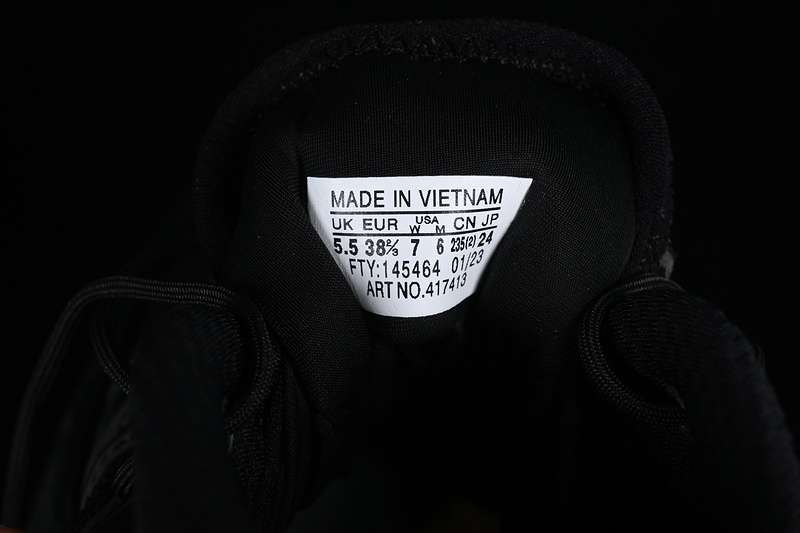 MADE IN VIETNAM
UK EUR USA W M CN JP
5.5 38⅔ 7 6 235(2) 24
FTY:145464 01/23
ART NO.417413